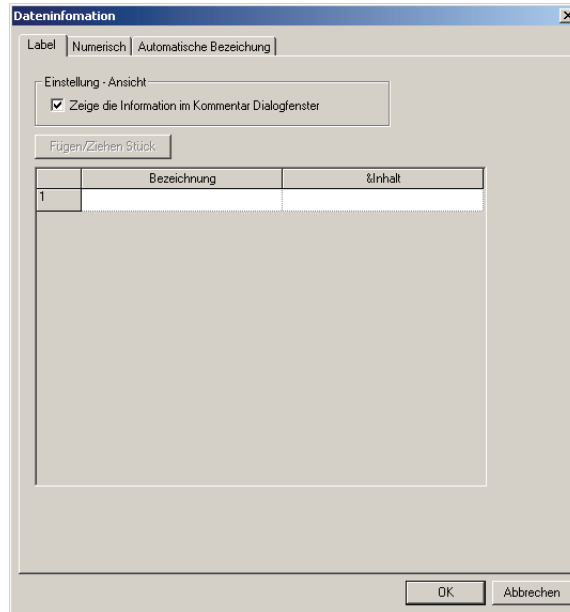 Dateninfomation
Label Numerisch Automatische Bezeichung
Einstellung - Ansicht
Zeige die Information im Kommentar Dialogfenster
Fügen/Ziehen Stück
Bezeichnung &Inhalt
1
OK Abbrechen